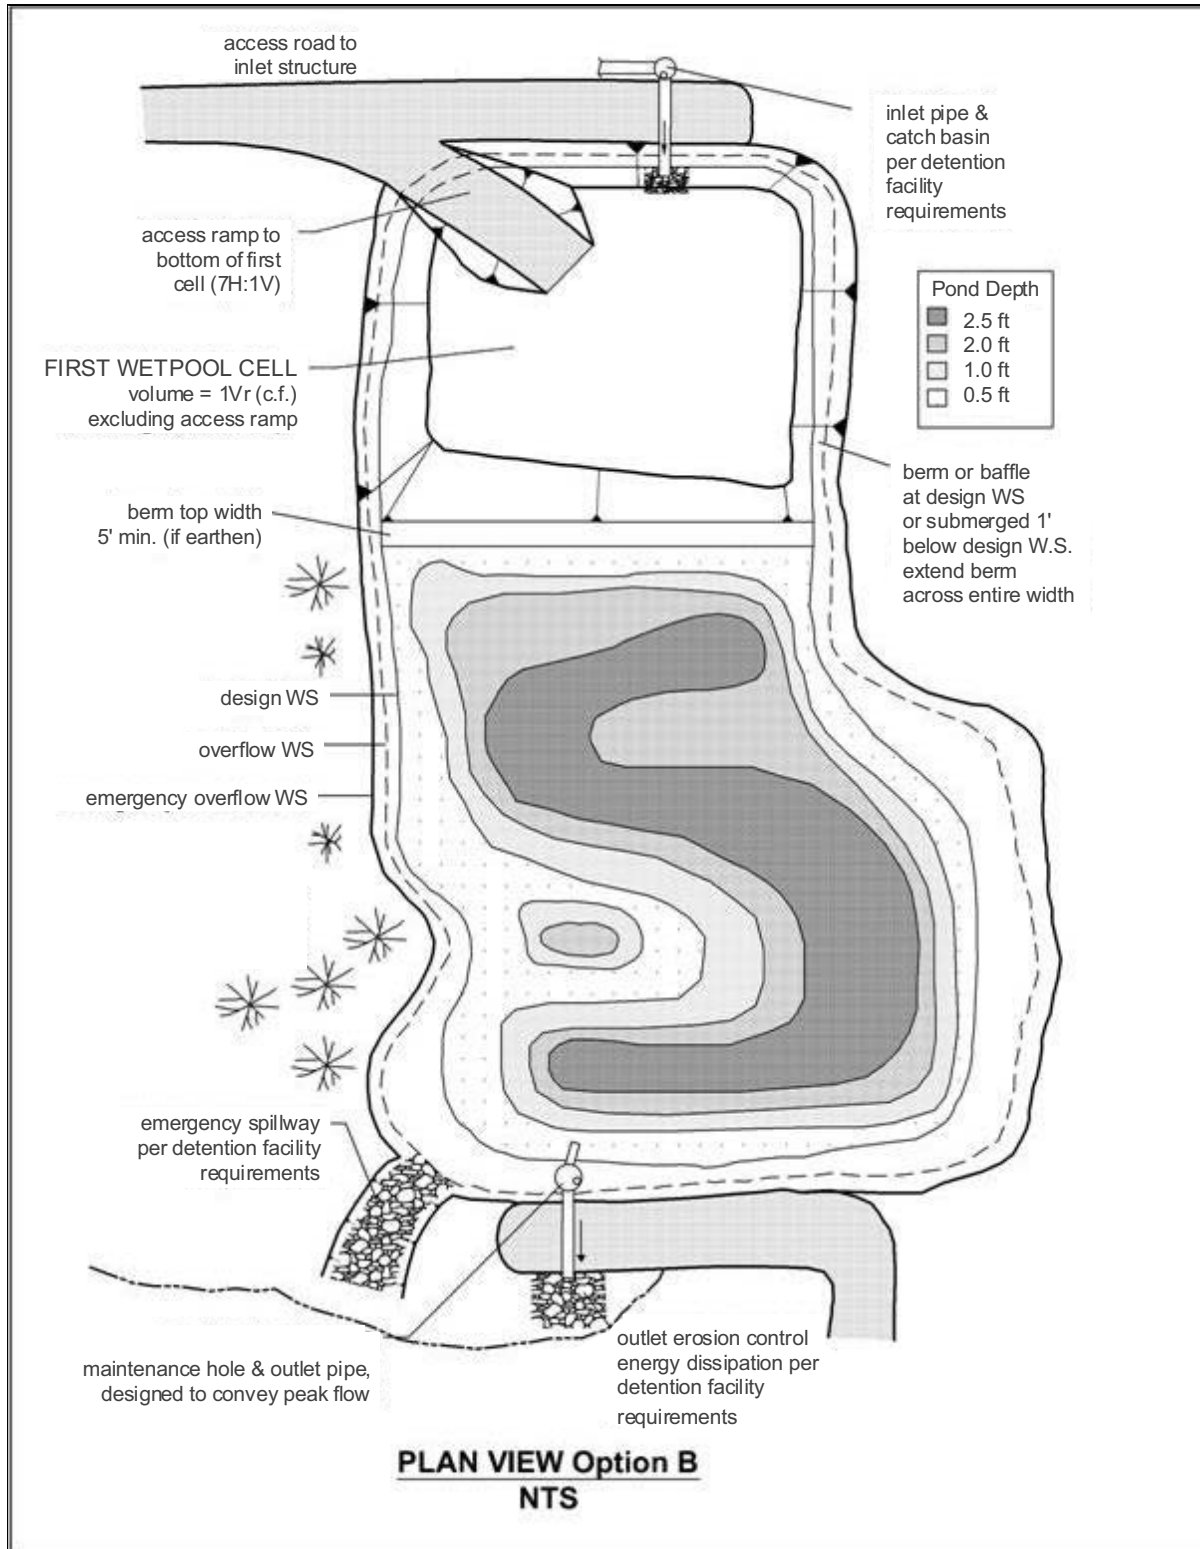 access road to
inlet structure
inlet pipe &
catch basin
per detention
facility
requirements
access ramp to
bottom of first
cell (7H:1V)
Pond Depth
2.5 ft
2.0 ft
1.0 ft
0.5 ft
FIRST WETPOOL CELL
volume = 1Vr (c.f.)
excluding access ramp
berm or baffle
at design WS
or submerged 1'
below design W.S.
extend berm
across entire width
berm top width
5' min. (if earthen)
design WS
overflow WS
emergency overflow WS
emergency spillway
per detention facility
requirements
maintenance hole & outlet pipe,
designed to convey peak flow
outlet erosion control
energy dissipation per
detention facility
requirements
PLAN VIEW Option B
NTS